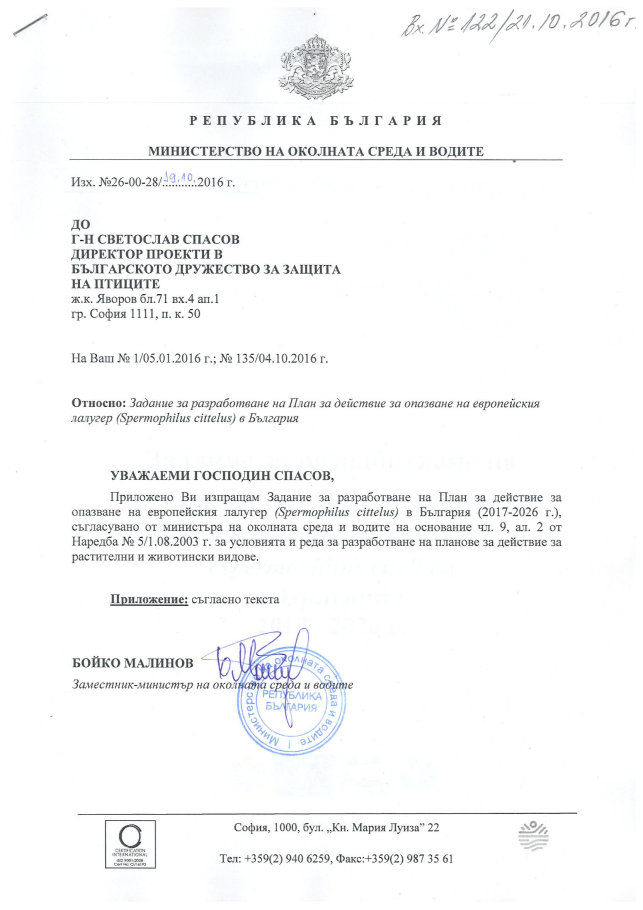 Вх. № 122/21.10.2016 г.
РЕПУБЛИКА БЪЛГАРИЯ
МИНИСТЕРСТВО НА ОКОЛНАТА СРЕДА И ВОДИТЕ
Изх. №26-00-28/19.10.2016 г.
ДО
Г-Н СВЕТОСЛАВ СПАСОВ
ДИРЕКТОР ПРОЕКТИ В
БЪЛГАРСКОТО ДРУЖЕСТВО ЗА ЗАЩИТА
НА ПТИЦИТЕ
ж.к. Яворов бл.71 вх.4 ап.1
гр. София 1111, п. к. 50
На Ваш № 1/05.01.2016 г.; № 135/04.10.2016 г.
Относно: Задание за разработване на План за действие за опазване на европейския
лалугер (Spermophilus cittelus) в България
УВАЖАЕМИ ГОСПОДИН СПАСОВ,
Приложено Ви изпращам Задание за разработване на План за действие за
опазване на европейския лалугер (Spermophilus cittelus) в България (2017-2026 г.),
съгласувано от министъра на околната среда и водите на основание чл. 9, ал. 2 от
Наредба № 5/1.08.2003 г. за условията и реда за разработване на планове за действие за
растителни и животински видове.
Приложение: съгласно текста
БОЙКО МАЛИНОВ
Заместник-министър на околната среда и водите
Министерство на околната среда и водите
РЕПУБЛИКА
БЪЛГАРИЯ
София, 1000, бул. „Кн. Мария Луиза” 22
Тел: +359(2) 940 6259, Факс:+359(2) 987 35 61
CERTIFICATION
INTERNATIONAL
ISO 9001:2008